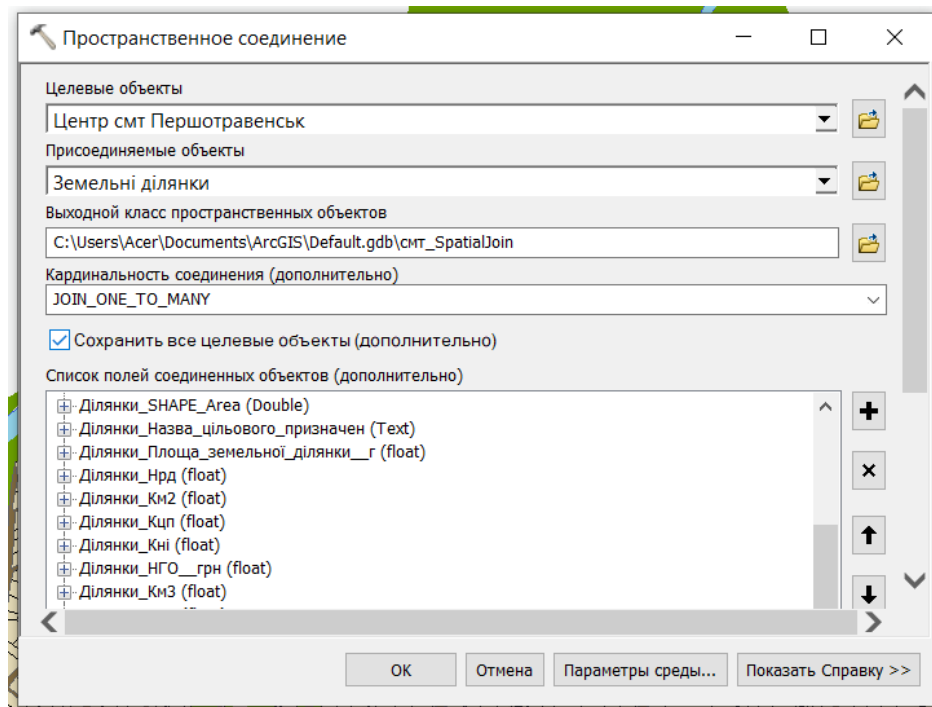 Пространственное соединение
Целевые объекты
Центр смт Першотравенськ
Присоединяемые объекты
Земельні ділянки
Выходной класс пространственных объектов
C:\Users\Acer\Documents\ArcGIS\Default.gdb\смт_SpatialJoin
Кардинальность соединения (дополнительно)
JOIN_ONE_TO_MANY
Сохранить все целевые объекты (дополнительно)
Список полей соединенных объектов (дополнительно)
Ділянки_SHAPE_Area (Double)
Ділянки_Назва_цільового_призначен (Text)
Ділянки_Площа_земельної_ділянки__г (float)
Ділянки_Нрд (float)
Ділянки_Км2 (float)
Ділянки_Кцп (float)
Ділянки_Кні (float)
Ділянки_НГО__грн (float)
Ділянки_Км3 (float)
OK Отмена Параметры среды... Показать Справку >>